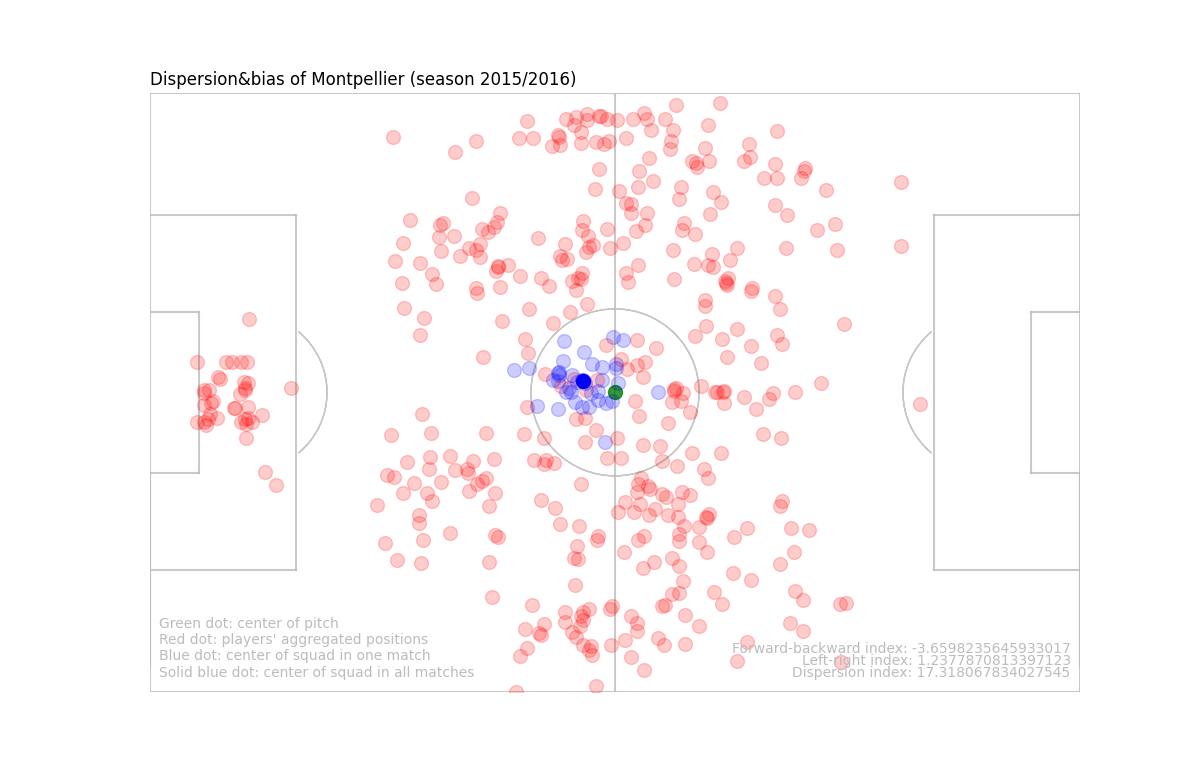 Dispersion&bias of Montpellier (season 2015/2016)
Green dot: center of pitch
Red dot: players' aggregated positions
Blue dot: center of squad in one match
Solid blue dot: center of squad in all matches
Forward-backward index: -3.6598235645933017
Left-right index: 1.2377870813397123
Dispersion index: 17.318067834027545